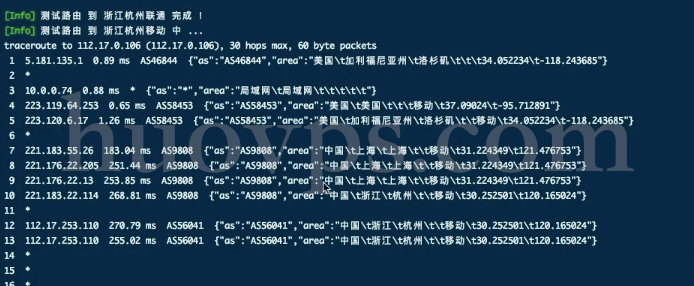 [Info] 测试路由 到 浙江杭州联通 完成 !
[Info] 测试路由 到 浙江杭州移动 中 ...
traceroute to 112.17.0.106 (112.17.0.106), 30 hops max, 60 byte packets
1 5.181.135.1 0.89 ms AS46844 {"as":"AS46844","area":"美国\t加利福尼亚州\t洛杉矶\t\t\t34.052234\t-118.243685"}
2 *
3 10.0.0.74 0.88 ms * {"as":"*","area":"局域网\t局域网\t\t\t\t\t"}
4 223.119.64.253 0.65 ms AS58453 {"as":"AS58453","area":"美国\t美国\t\t\t移动\t37.09024\t-95.712891"}
5 223.120.6.17 1.26 ms AS58453 {"as":"AS58453","area":"美国\t加利福尼亚州\t洛杉矶\t\t移动\t34.052234\t-118.243685"}
6 *
7 221.183.55.26 183.04 ms AS9808 {"as":"AS9808","area":"中国\t上海\t上海\t\t移动\t31.224349\t121.476753"}
8 221.176.22.205 251.44 ms AS9808 {"as":"AS9808","area":"中国\t上海\t上海\t\t移动\t31.224349\t121.476753"}
9 221.176.22.13 253.85 ms AS9808 {"as":"AS9808","area":"中国\t上海\t上海\t\t移动\t31.224349\t121.476753"}
10 221.183.22.114 268.81 ms AS9808 {"as":"AS9808","area":"中国\t浙江\t杭州\t\t移动\t30.252501\t120.165024"}
11 *
12 112.17.253.110 270.79 ms AS56041 {"as":"AS56041","area":"中国\t浙江\t杭州\t\t移动\t30.252501\t120.165024"}
13 112.17.253.110 255.02 ms AS56041 {"as":"AS56041","area":"中国\t浙江\t杭州\t\t移动\t30.252501\t120.165024"}
14 *
15 *
16 *
huovps.com